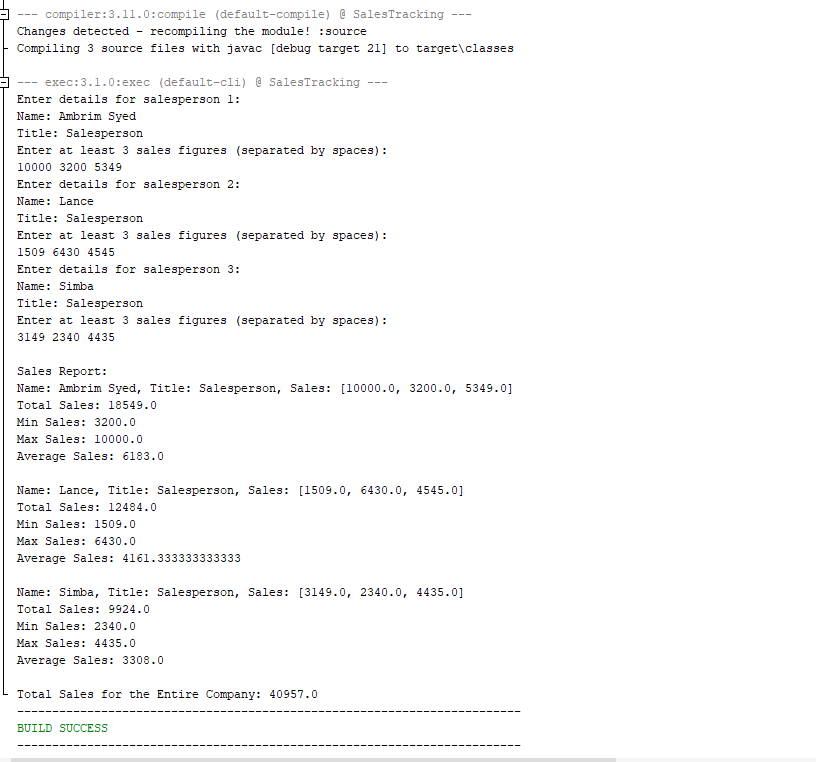 --- compiler:3.11.0:compile (default-compile) @ SalesTracking ---
Changes detected - recompiling the module! :source
Compiling 3 source files with javac [debug target 21] to target\classes
--- exec:3.1.0:exec (default-cli) @ SalesTracking ---
Enter details for salesperson 1:
Name: Ambrim Syed
Title: Salesperson
Enter at least 3 sales figures (separated by spaces):
10000 3200 5349
Enter details for salesperson 2:
Name: Lance
Title: Salesperson
Enter at least 3 sales figures (separated by spaces):
1509 6430 4545
Enter details for salesperson 3:
Name: Simba
Title: Salesperson
Enter at least 3 sales figures (separated by spaces):
3149 2340 4435
Sales Report:
Name: Ambrim Syed, Title: Salesperson, Sales: [10000.0, 3200.0, 5349.0]
Total Sales: 18549.0
Min Sales: 3200.0
Max Sales: 10000.0
Average Sales: 6183.0
Name: Lance, Title: Salesperson, Sales: [1509.0, 6430.0, 4545.0]
Total Sales: 12484.0
Min Sales: 1509.0
Max Sales: 6430.0
Average Sales: 4161.333333333333
Name: Simba, Title: Salesperson, Sales: [3149.0, 2340.0, 4435.0]
Total Sales: 9924.0
Min Sales: 2340.0
Max Sales: 4435.0
Average Sales: 3308.0
Total Sales for the Entire Company: 40957.0
------------------------------------------------------------------------
BUILD SUCCESS
------------------------------------------------------------------------